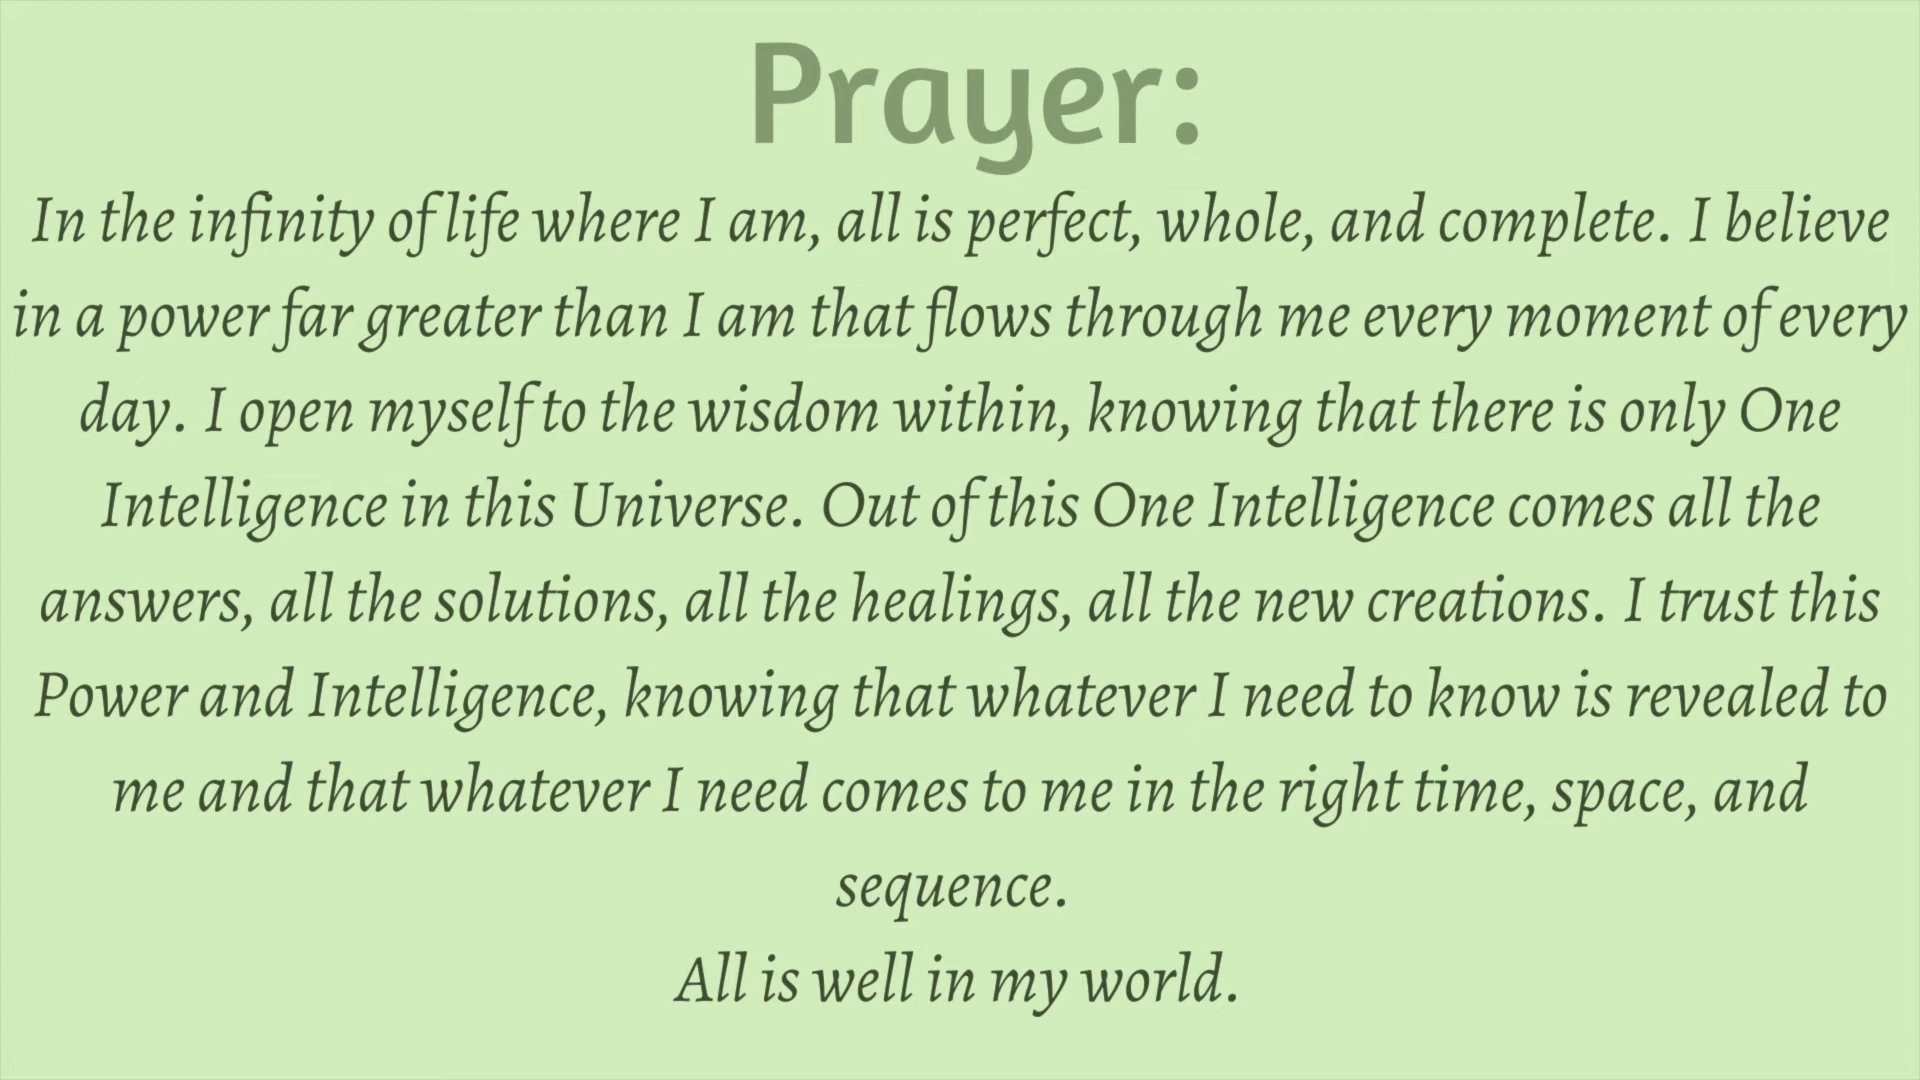 Prayer:
In the infinity of life where I am, all is perfect, whole, and complete. I believe
in a power far greater than I am that flows through me every moment of every
day. I open myself to the wisdom within, knowing that there is only One
Intelligence in this Universe. Out of this One Intelligence comes all the
answers, all the solutions, all the healings, all the new creations. I trust this
Power and Intelligence, knowing that whatever I need to know is revealed to
me and that whatever I need comes to me in the right time, space, and
sequence.
All is well in my world.